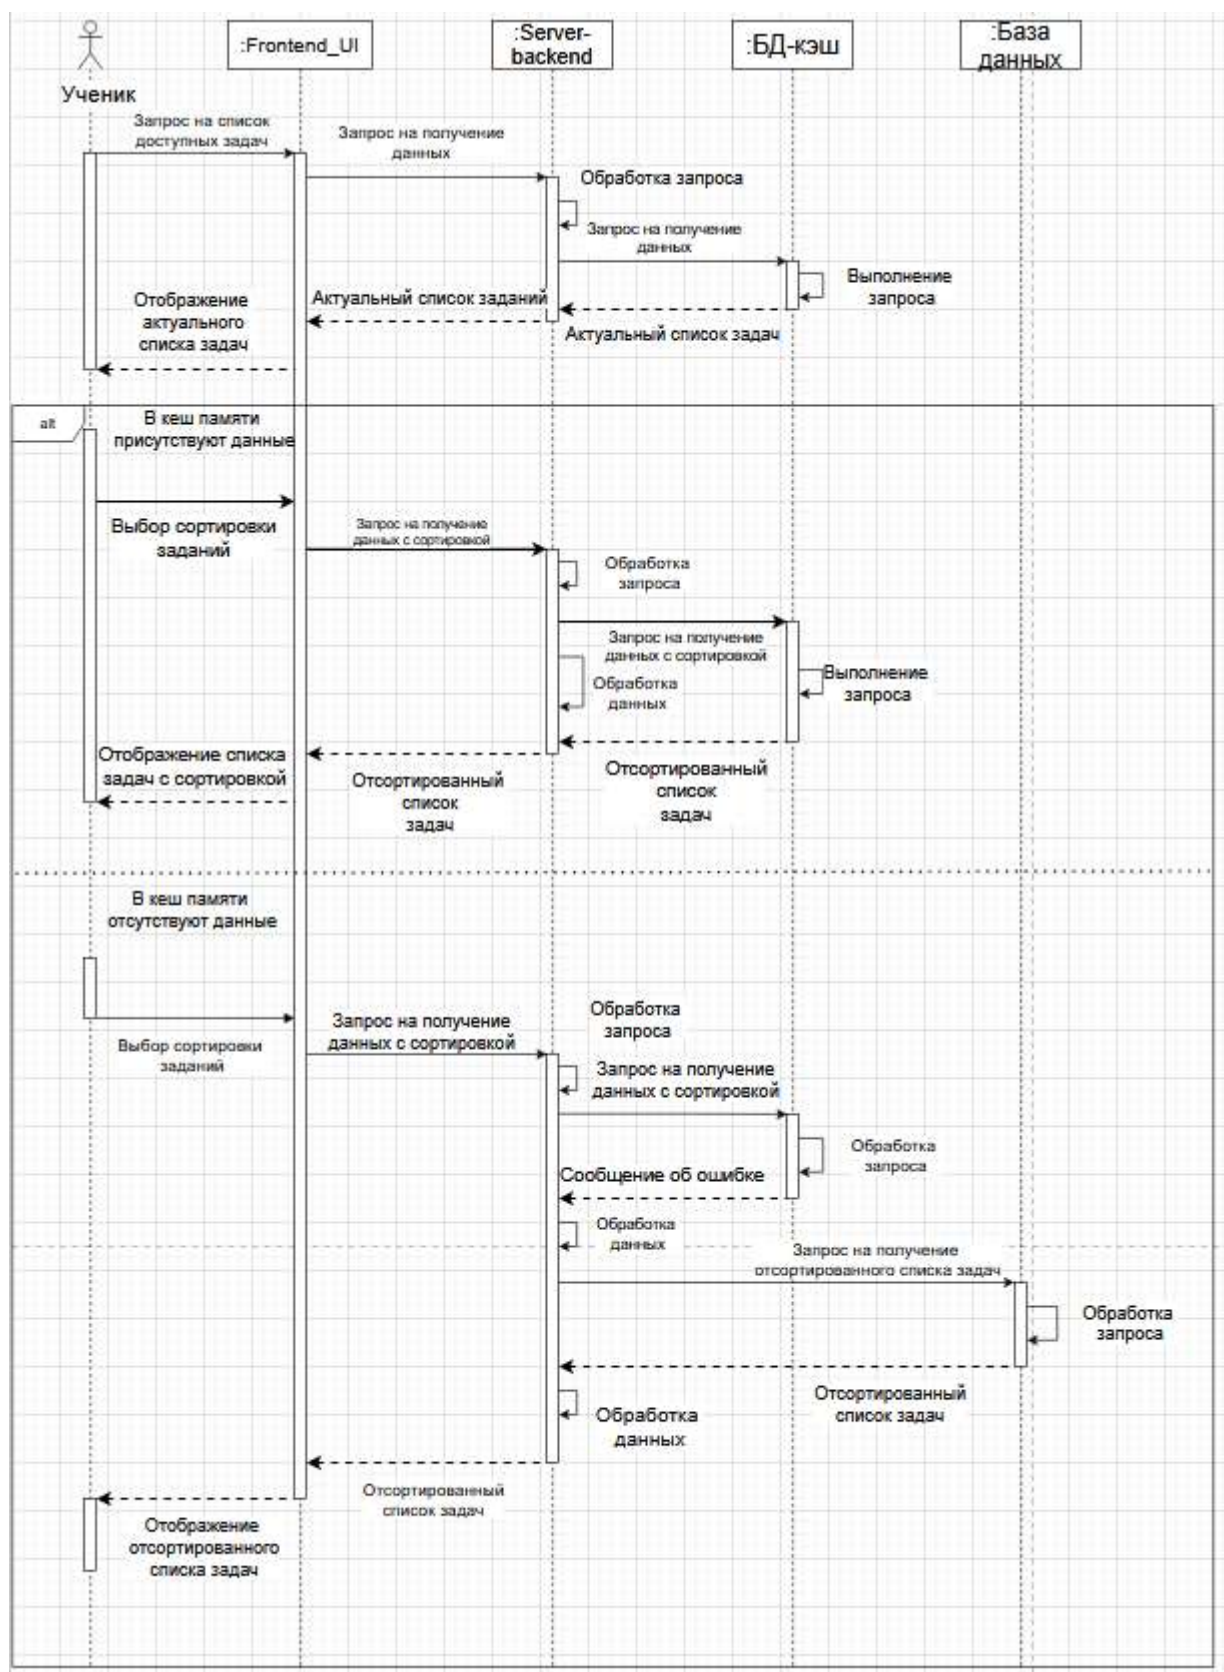 :Frontend_UI
:Server-
backend
:БД-кэш
:База
данных
Ученик
Запрос на список
доступных задач
Запрос на получение
данных
Обработка запроса
Запрос на получение
данных
Выполнение
запроса
Отображение
актуального
списка задач
Актуальный список заданий
Актуальный список задач
alt
В кеш памяти
присутствуют данные
Выбор сортировки
заданий
Запрос на получение
данных с сортировкой
Обработка
запроса
Запрос на получение
данных с сортировкой
Обработка
данных
Выполнение
запроса
Отображение списка
задач с сортировкой
Отсортированный
список
задач
Отсортированный
список
задач
В кеш памяти
отсутствуют данные
Выбор сортировки
заданий
Запрос на получение
данных с сортировкой
Обработка
запроса
Запрос на получение
данных с сортировкой
Обработка
запроса
Сообщение об ошибке
Обработка
данных
Запрос на получение
отсортированного списка задач
Обработка
запроса
Отсортированный
список задач
Обработка
данных
Отсортированный
список задач
Отображение
отсортированного
списка задач